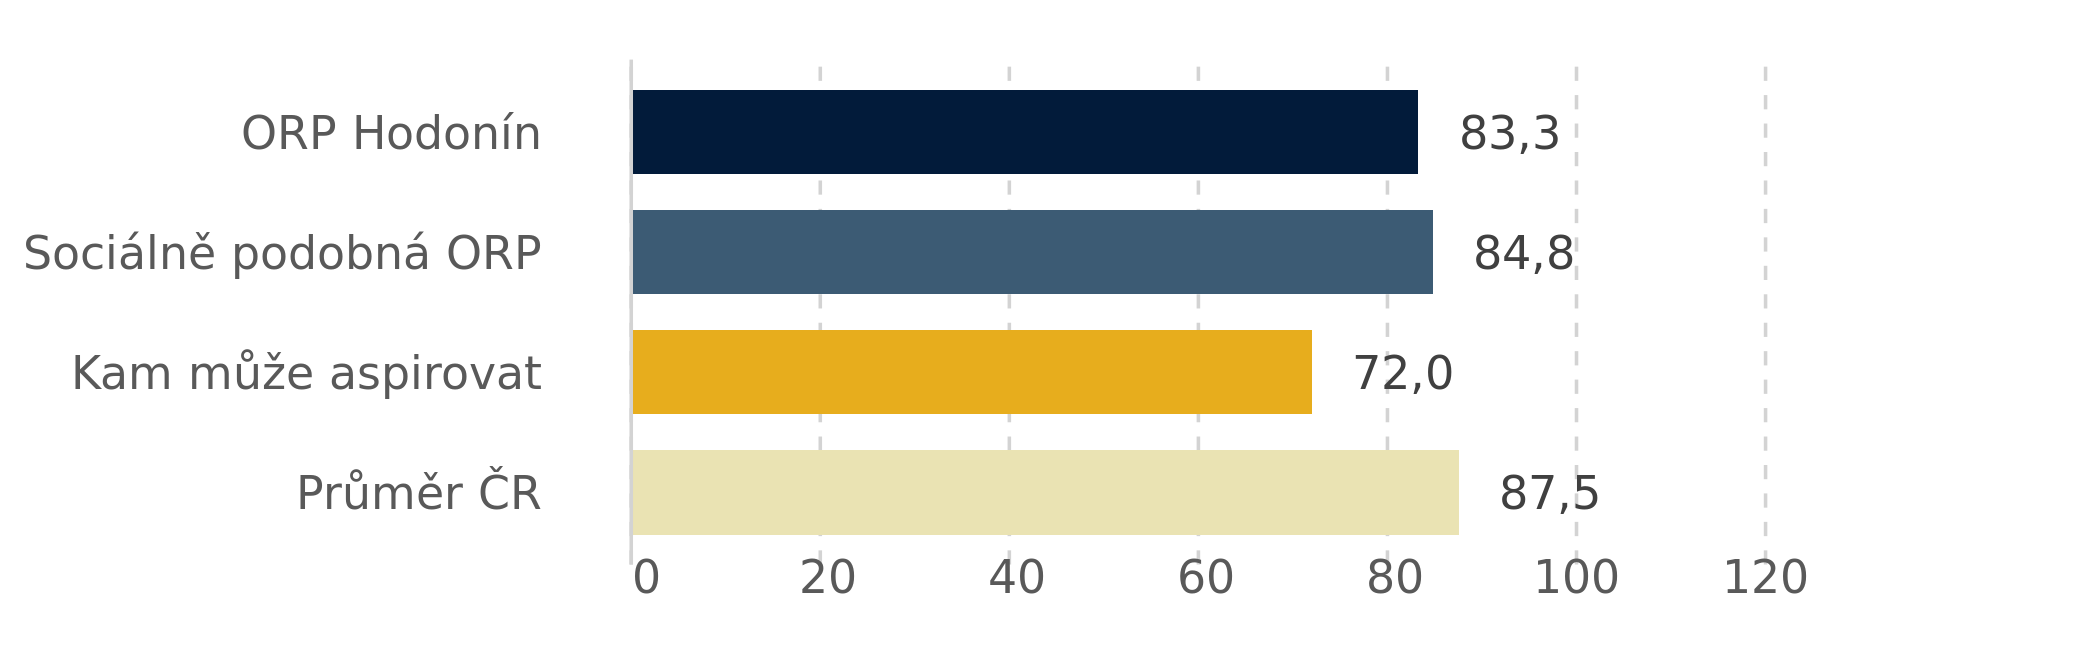 ORP Hodonín 83,3
Sociálně podobná ORP 84,8
Kam může aspirovat 72,0
Průměr ČR 87,5
0 20 40 60 80 100 120